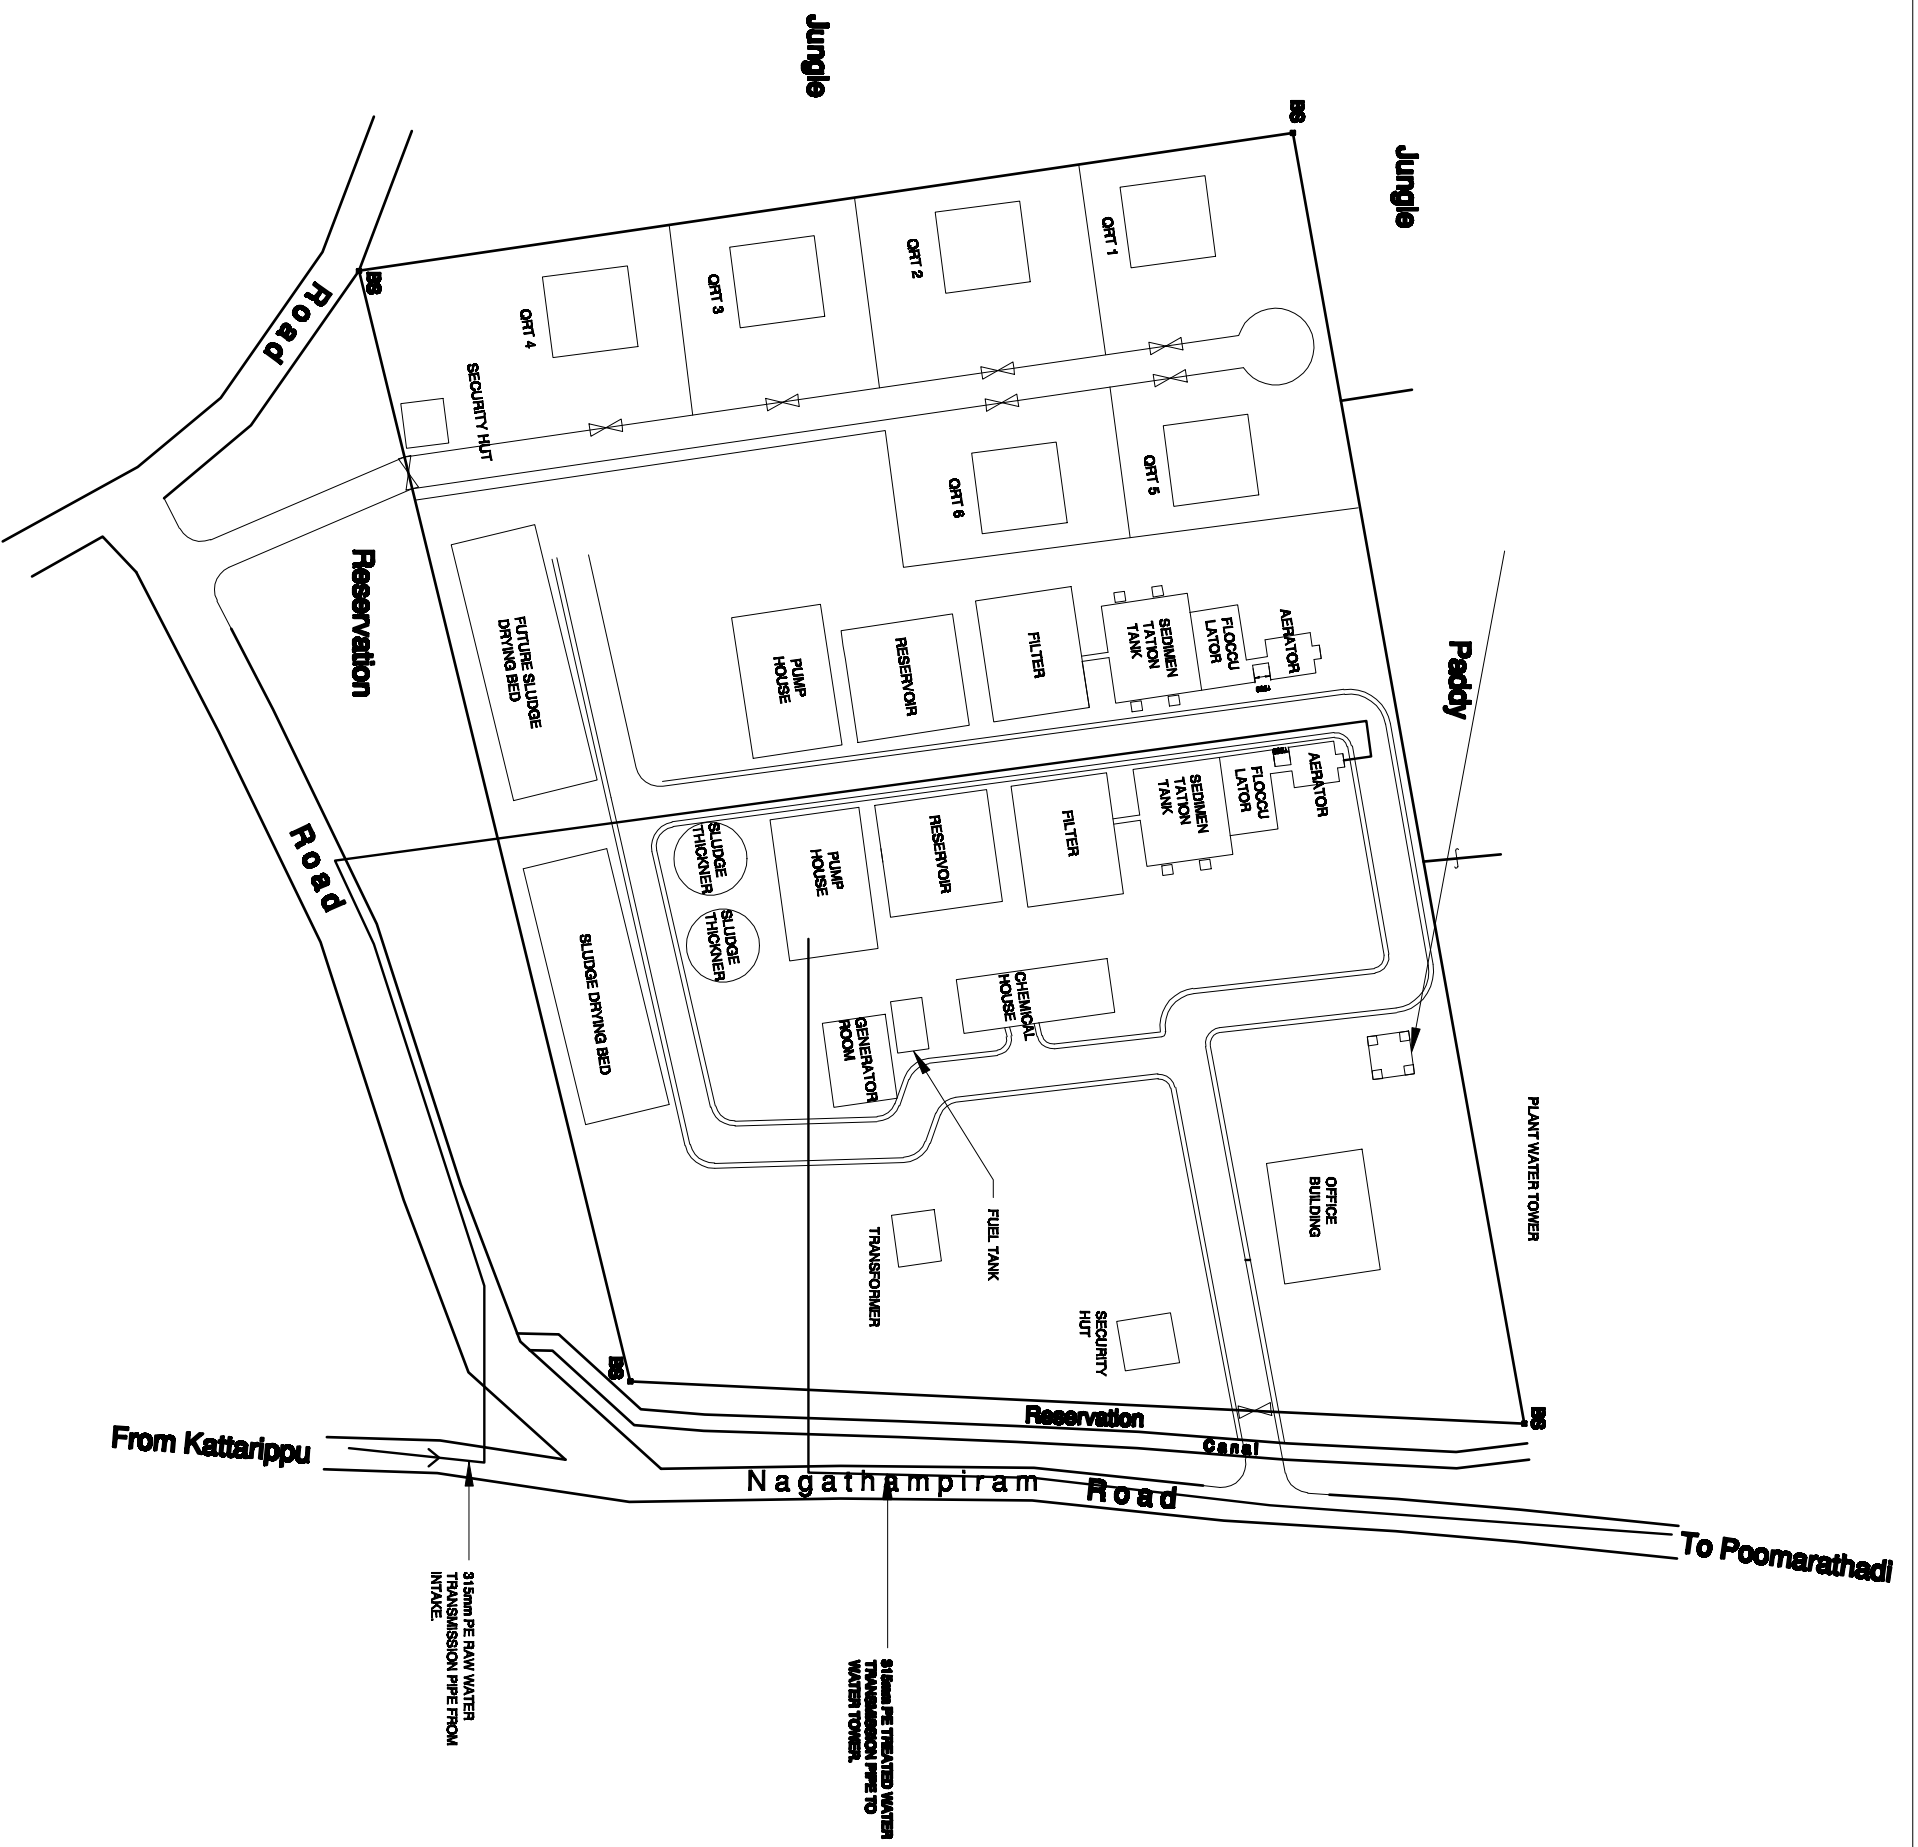 Jungle
BS
Jungle
BS
Road
QRT 1
QRT 2
QRT 3
QRT 4
SECURITY HUT
QRT 5
QRT 6
Reservation
Paddy
FUTURE SLUDGE
DRYING BED
PUMP
HOUSE
RESERVOIR
FILTER
SEDIMEN
TATION
TANK
FLOCCU
LATOR
AERATOR
AERATOR
FLOCCU
LATOR
SEDIMEN
TATION
TANK
FILTER
RESERVOIR
PUMP
HOUSE
SLUDGE
THICKNER
SLUDGE
THICKNER
Road
SLUDGE DRYING BED
CHEMICAL
HOUSE
GENERATOR
ROOM
PLANT WATER TOWER
OFFICE
BUILDING
FUEL TANK
TRANSFORMER
SECURITY
HUT
BS
BS
Reservation
Canal
From Kattarippu
Nagathampiram Road
To Poomarathadi
315mm PE RAW WATER
TRANSMISSION PIPE FROM
INTAKE.
315mm PE TREATED WATER
TRANSMISSION PIPE TO
WATER TOWER.